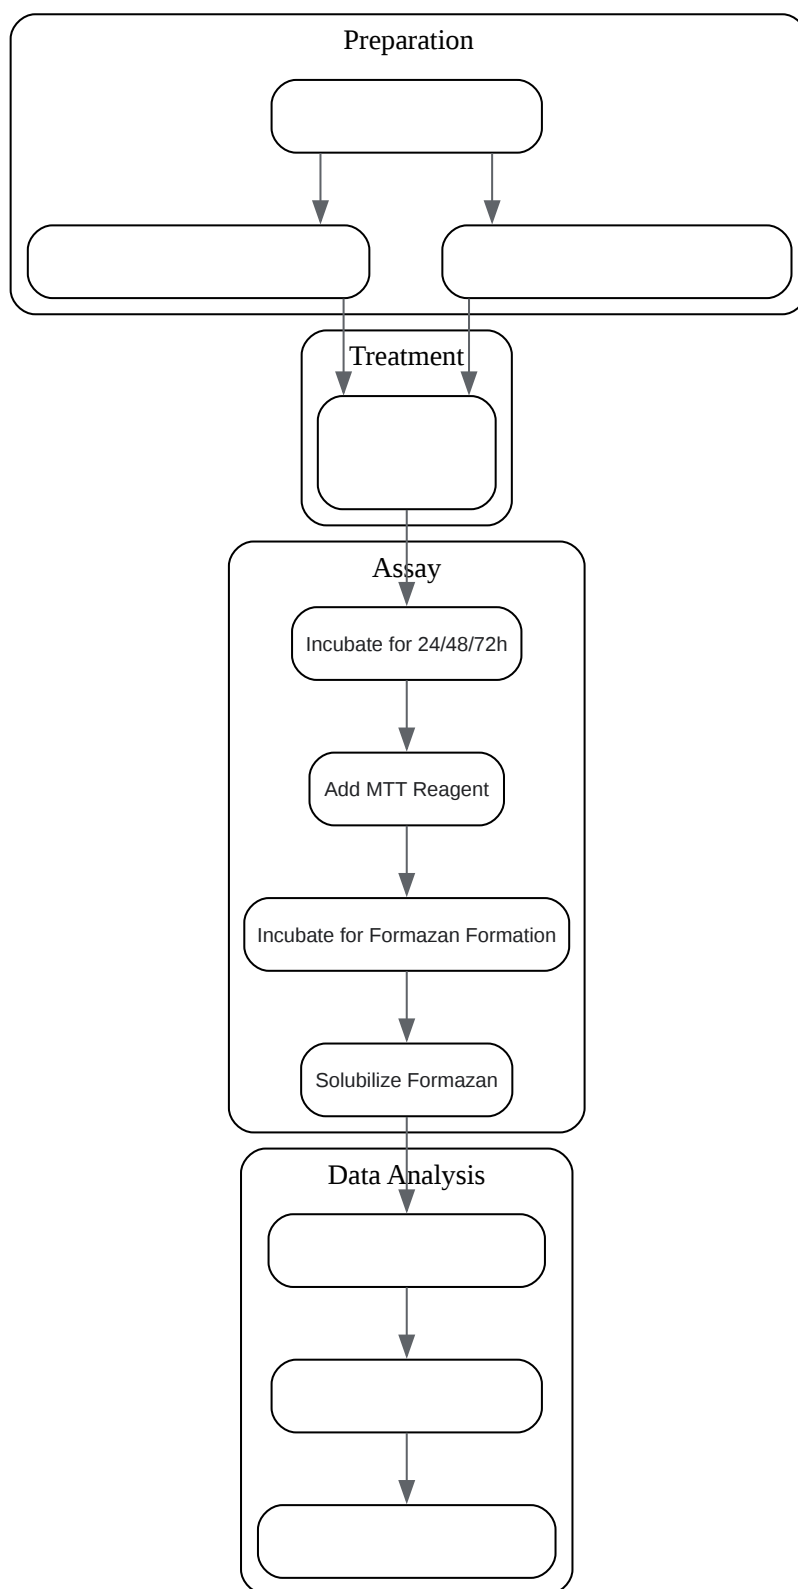 Preparation
Treatment
Assay
Incubate for 24/48/72h
Add MTT Reagent
Incubate for Formazan Formation
Solubilize Formazan
Data Analysis